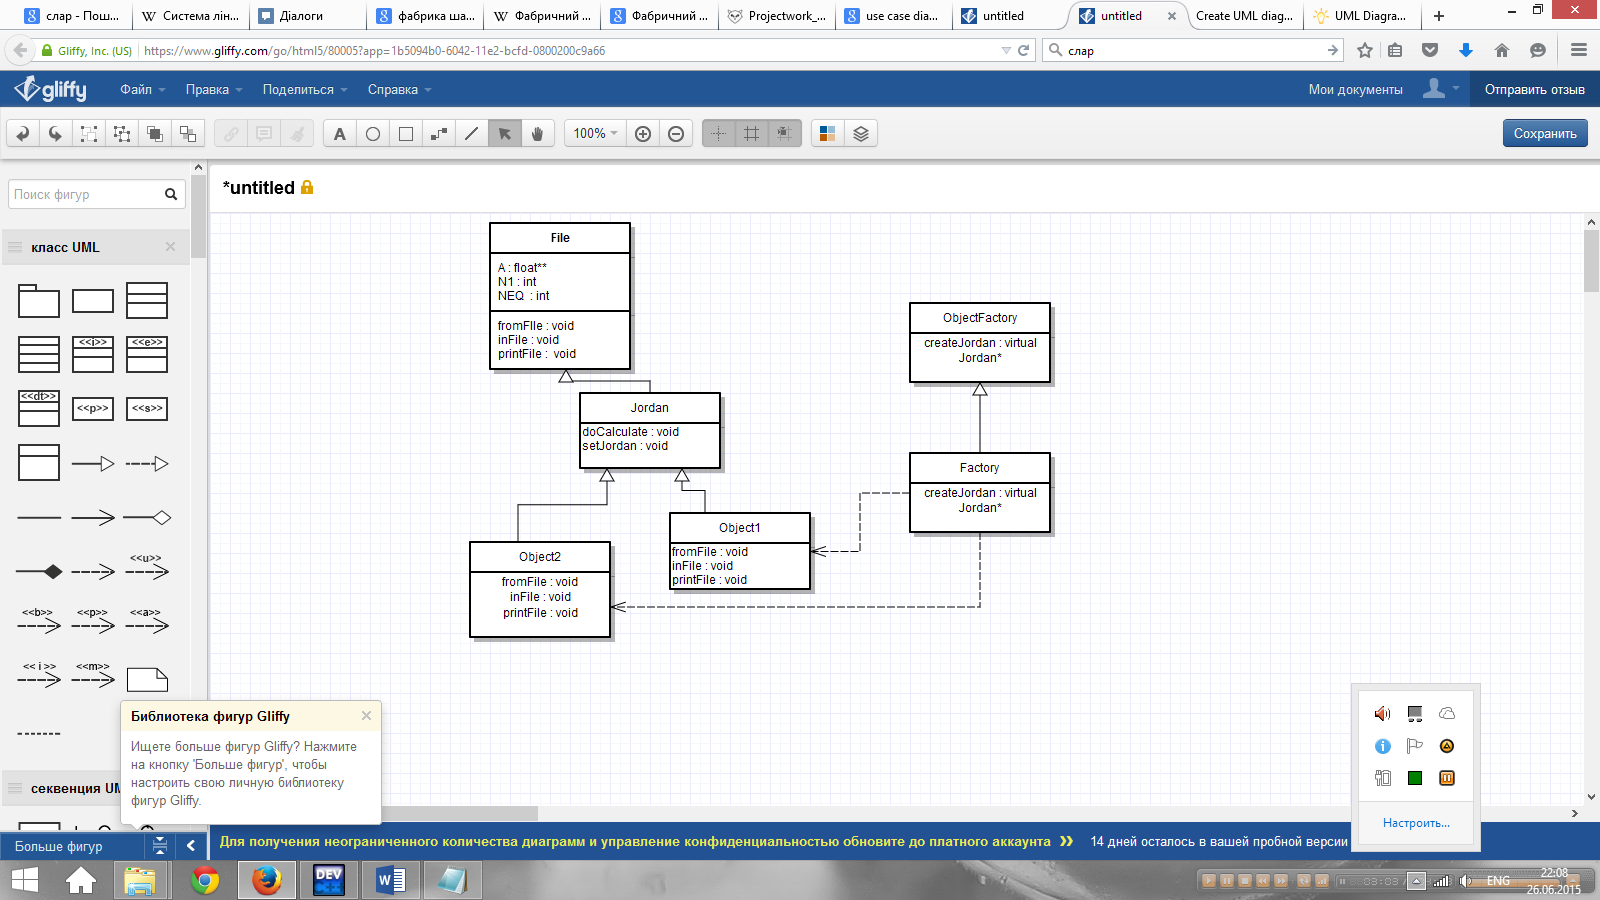 слар - Пош...
Система лін...
Діалоги
фабрика ша...
Фабричний ...
Фабричний ...
Projectwork_...
use case dia...
untitled
untitled
Create UML diag...
UML Diagra...
Gliffy, Inc. (US)
https://www.gliffy.com/go/html5/80005?app=1b5094b0-6042-11e2-bcfd-0800200c9a66
слар
gliffy
Файл
Правка
Поделиться
Справка
Мои документы
Отправить отзыв
A
100%
Сохранить
Поиск фигур
*untitled
класс UML
<<i>>
<<e>>
<<dt>>
<<p>>
<<s>>
<<u>>
<<b>>
<<p>>
<<a>>
<< i >>
<<m>>
File
A : float**
N1 : int
NEQ : int
fromFIle : void
inFile : void
printFile : void
Jordan
doCalculate : void
setJordan : void
Object2
fromFile : void
inFile : void
printFile : void
Object1
fromFile : void
inFile : void
printFile : void
ObjectFactory
createJordan : virtual
Jordan*
Factory
createJordan : virtual
Jordan*
Библиотека фигур Gliffy
Ищете больше фигур Gliffy? Нажмите
на кнопку 'Больше фигур', чтобы
настроить свою личную библиотеку
фигур Gliffy.
секвенция UM
Больше фигур
Для получения неограниченного количества диаграмм и управление конфиденциальностью обновите до платного аккаунта »
14 дней осталось в вашей пробной версии
Настроить...
DEV
ENG
22:08
26.06.2015